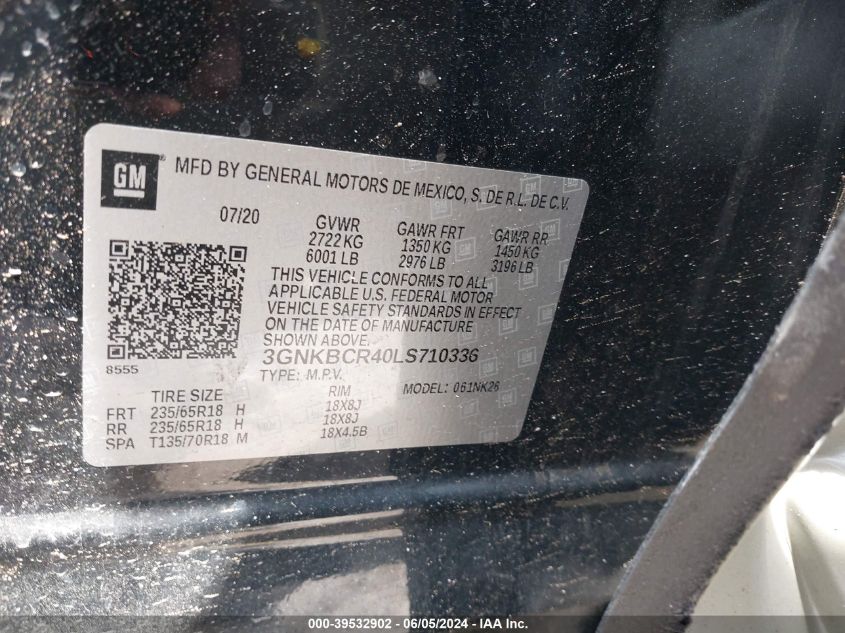 GM ® MFD BY GENERAL MOTORS DE MEXICO, S. DE R.L. DE C.V.
07/20 GVWR GAWR FRT GAWR RR
2722 KG 1350 KG 1450 KG
6001 LB 2976 LB 3196 LB
THIS VEHICLE CONFORMS TO ALL
APPLICABLE U.S. FEDERAL MOTOR
VEHICLE SAFETY STANDARDS IN EFFECT
ON THE DATE OF MANUFACTURE
SHOWN ABOVE.
8555 3GNKBCR40LS710336
TYPE: M.P.V. MODEL: 061NK26
TIRE SIZE RIM
FRT 235/65R18 H 18X8J
RR 235/65R18 H 18X8J
SPA T135/70R18 M 18X4.5B
000-39532902 - 06/05/2024 - IAA Inc.